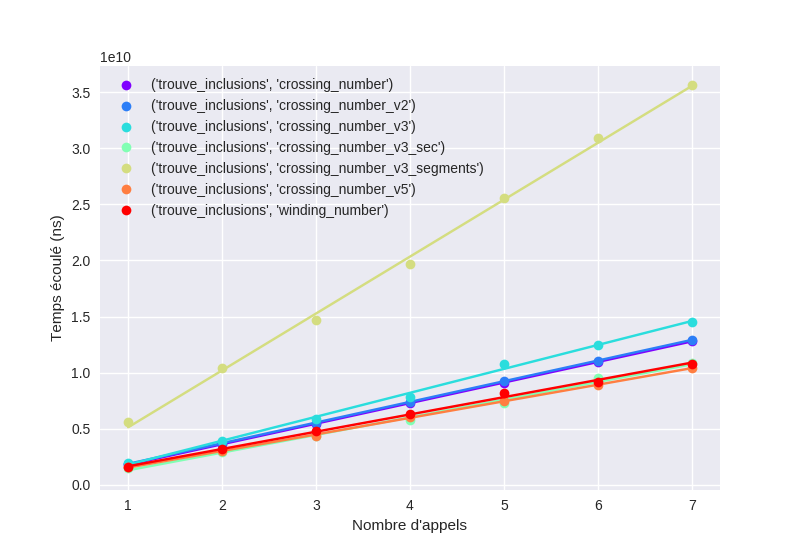 1e10
3.5
3.0
2.5
2.0
1.5
1.0
0.5
0.0
Temps écoulé (ns)
('trouve_inclusions', 'crossing_number')
('trouve_inclusions', 'crossing_number_v2')
('trouve_inclusions', 'crossing_number_v3')
('trouve_inclusions', 'crossing_number_v3_sec')
('trouve_inclusions', 'crossing_number_v3_segments')
('trouve_inclusions', 'crossing_number_v5')
('trouve_inclusions', 'winding_number')
1 2 3 4 5 6 7
Nombre d'appels